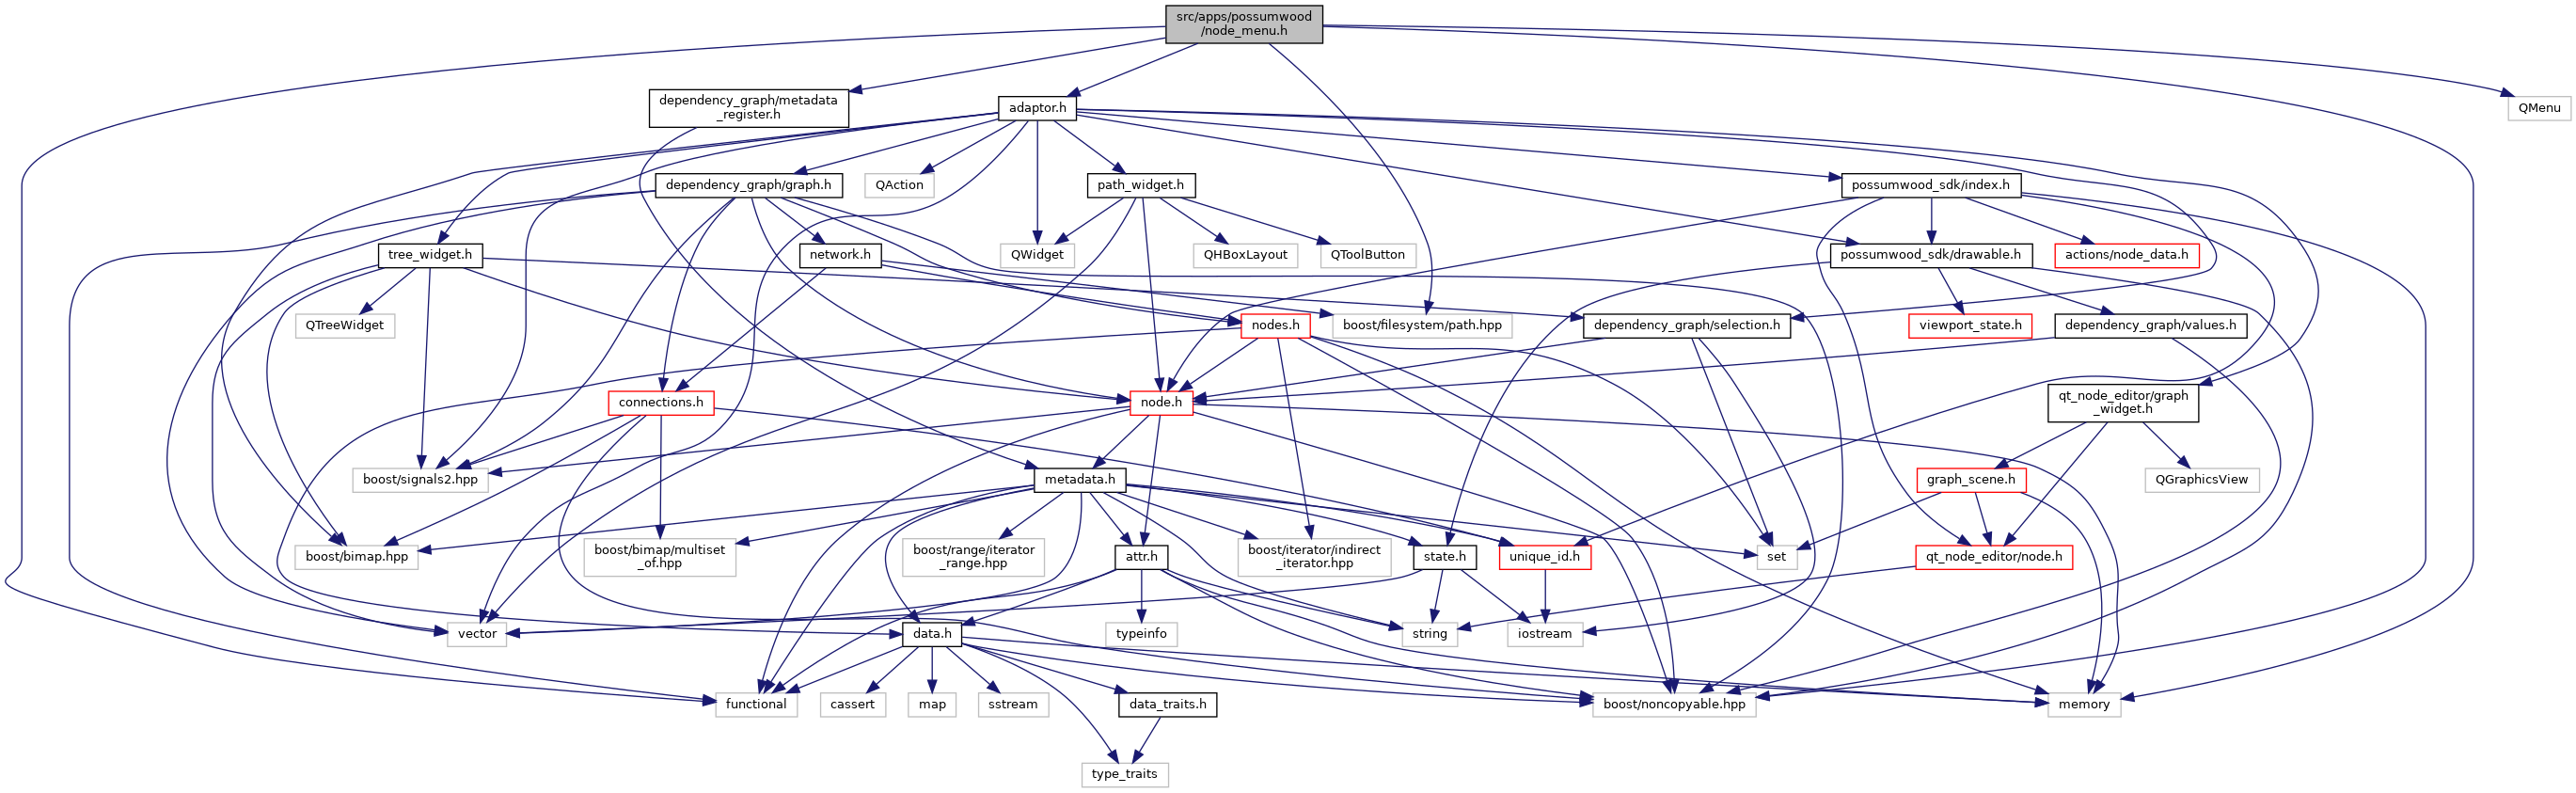 src/apps/possumwood
/node_menu.h
dependency_graph/metadata
_register.h
adaptor.h
QMenu
dependency_graph/graph.h
QAction
path_widget.h
possumwood_sdk/index.h
tree_widget.h
network.h
QWidget
QHBoxLayout
QToolButton
possumwood_sdk/drawable.h
actions/node_data.h
QTreeWidget
nodes.h
boost/filesystem/path.hpp
dependency_graph/selection.h
viewport_state.h
dependency_graph/values.h
connections.h
node.h
qt_node_editor/graph
_widget.h
boost/signals2.hpp
metadata.h
graph_scene.h
QGraphicsView
boost/bimap.hpp
boost/bimap/multiset
_of.hpp
boost/range/iterator
_range.hpp
attr.h
boost/iterator/indirect
_iterator.hpp
state.h
unique_id.h
set
qt_node_editor/node.h
vector
data.h
typeinfo
string
iostream
functional
cassert
map
sstream
data_traits.h
boost/noncopyable.hpp
memory
type_traits